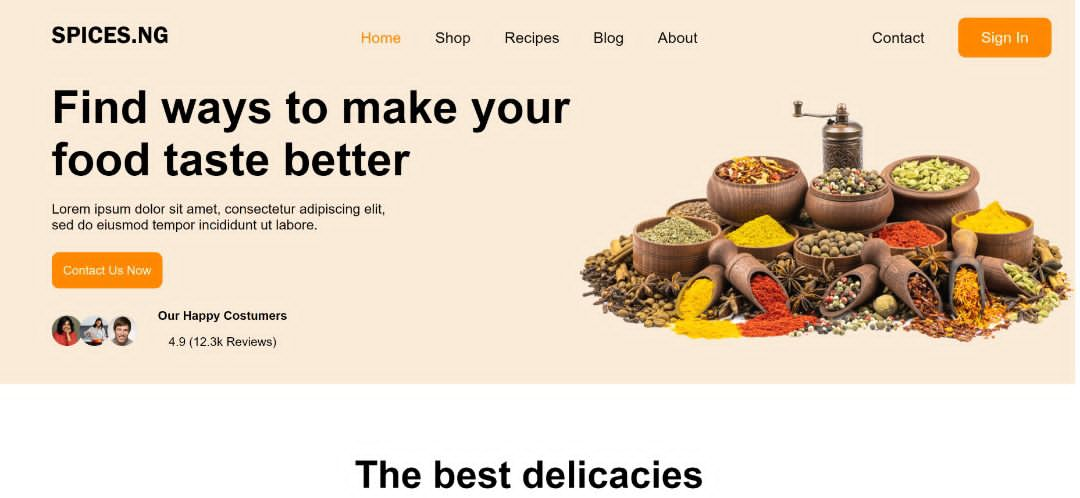 SPICES.NG
Home Shop Recipes Blog About Contact Sign In
Find ways to make your
food taste better
Lorem ipsum dolor sit amet, consectetur adipiscing elit,
sed do eiusmod tempor incididunt ut labore.
Contact Us Now
Our Happy Costumers
4.9 (12.3k Reviews)
The best delicacies